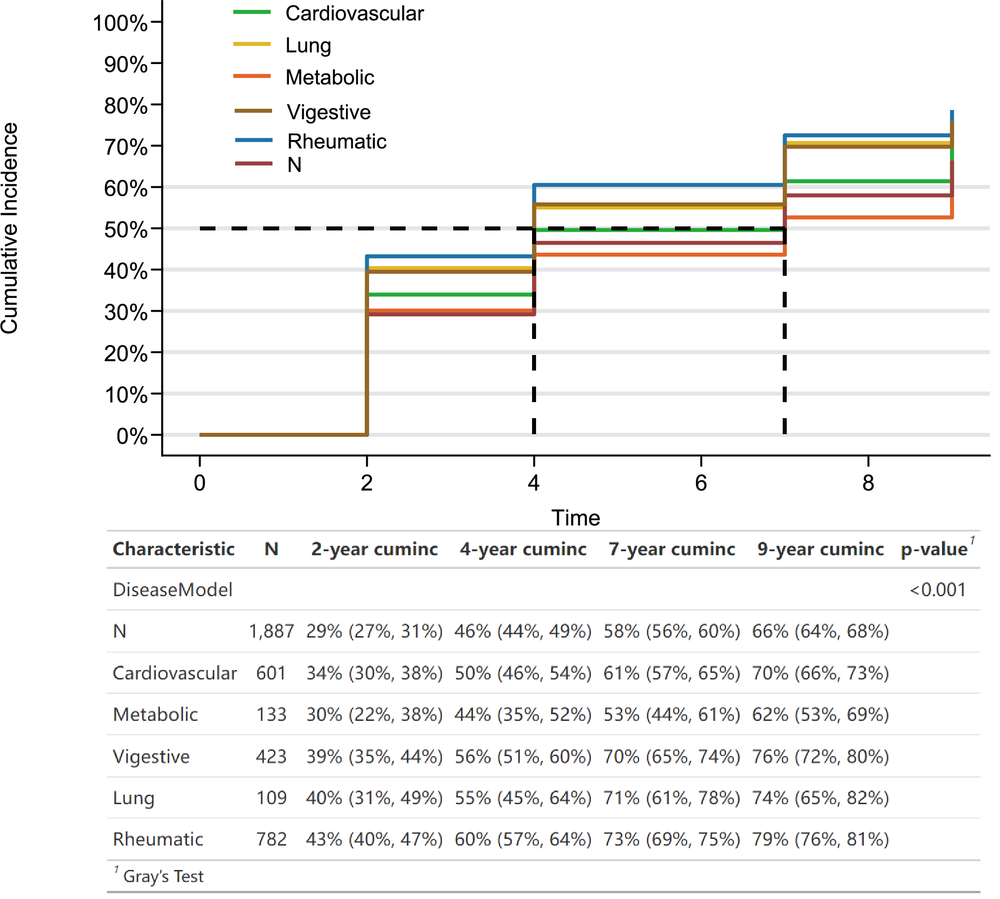 Cardiovascular
Lung
Metabolic
Vigestive
Rheumatic
N
Cumulative Incidence
100%
90%
80%
70%
60%
50%
40%
30%
20%
10%
0%
0 2 4 6 8
Time
Characteristic N 2-year cuminc 4-year cuminc 7-year cuminc 9-year cuminc p-value1
DiseaseModel <0.001
N 1,887 29% (27%, 31%) 46% (44%, 49%) 58% (56%, 60%) 66% (64%, 68%)
Cardiovascular 601 34% (30%, 38%) 50% (46%, 54%) 61% (57%, 65%) 70% (66%, 73%)
Metabolic 133 30% (22%, 38%) 44% (35%, 52%) 53% (44%, 61%) 62% (53%, 69%)
Vigestive 423 39% (35%, 44%) 56% (51%, 60%) 70% (65%, 74%) 76% (72%, 80%)
Lung 109 40% (31%, 49%) 55% (45%, 64%) 71% (61%, 78%) 74% (65%, 82%)
Rheumatic 782 43% (40%, 47%) 60% (57%, 64%) 73% (69%, 75%) 79% (76%, 81%)
1 Gray's Test